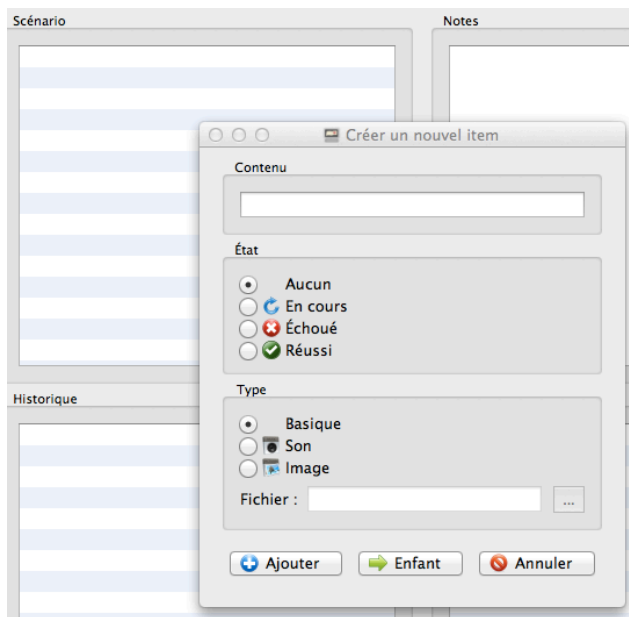 Scénario
Notes
Créer un nouvel item
Contenu
État
Aucun
En cours
Échoué
Réussi
Historique
Type
Basique
Son
Image
Fichier :
...
Ajouter
Enfant
Annuler